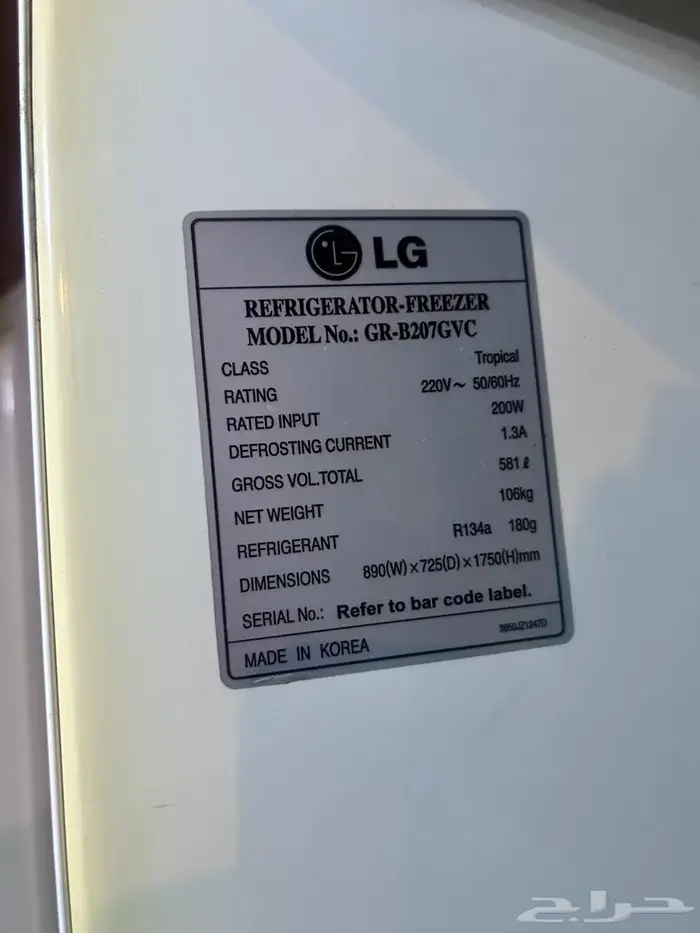 LG
REFRIGERATOR-FREEZER
MODEL No.: GR-B207GVC
CLASS Tropical
RATING 220V~ 50/60Hz
RATED INPUT 200W
DEFROSTING CURRENT 1.3A
GROSS VOL.TOTAL 581 ℓ
NET WEIGHT 106kg
REFRIGERANT R134a 180g
DIMENSIONS 890(W)×725(D)×1750(H)mm
SERIAL No.: Refer to bar code label.
3850JZ1247D
MADE IN KOREA
حراج